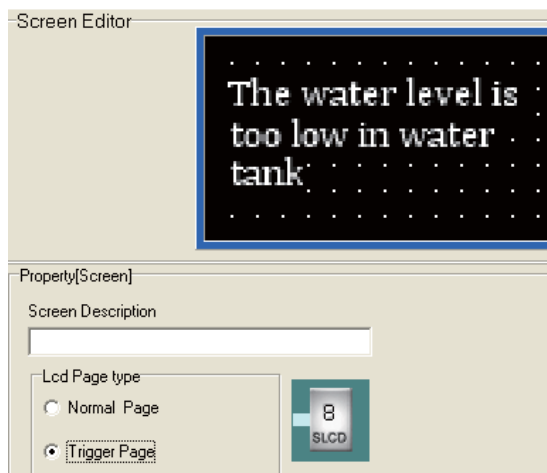 Screen Editor
The water level is
too low in water
tank
Property[Screen]
Screen Description
Lcd Page type
Normal Page
Trigger Page
8
SLCD